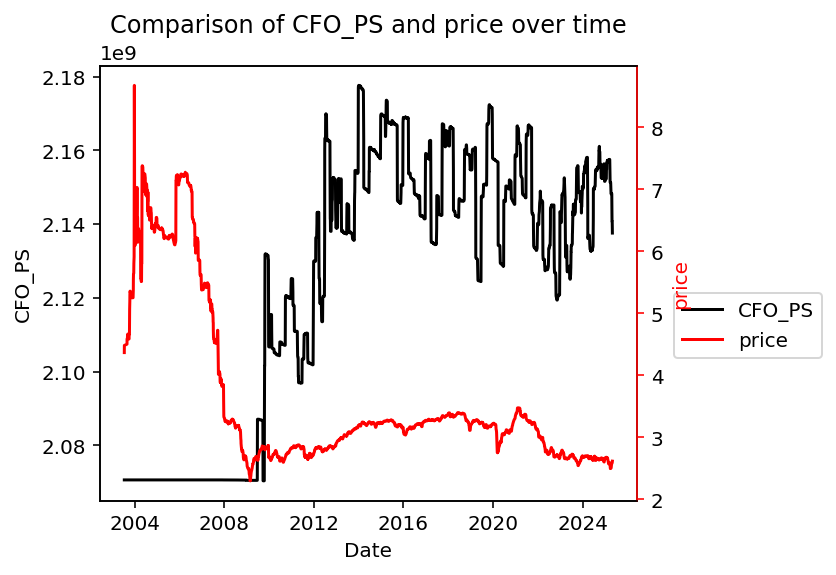 Comparison of CFO_PS and price over time
1e9
2.18
2.16
2.14
2.12
2.10
2.08
CFO_PS
8
7
6
5
4
3
2
price
CFO_PS
price
2004 2008 2012 2016 2020 2024
Date